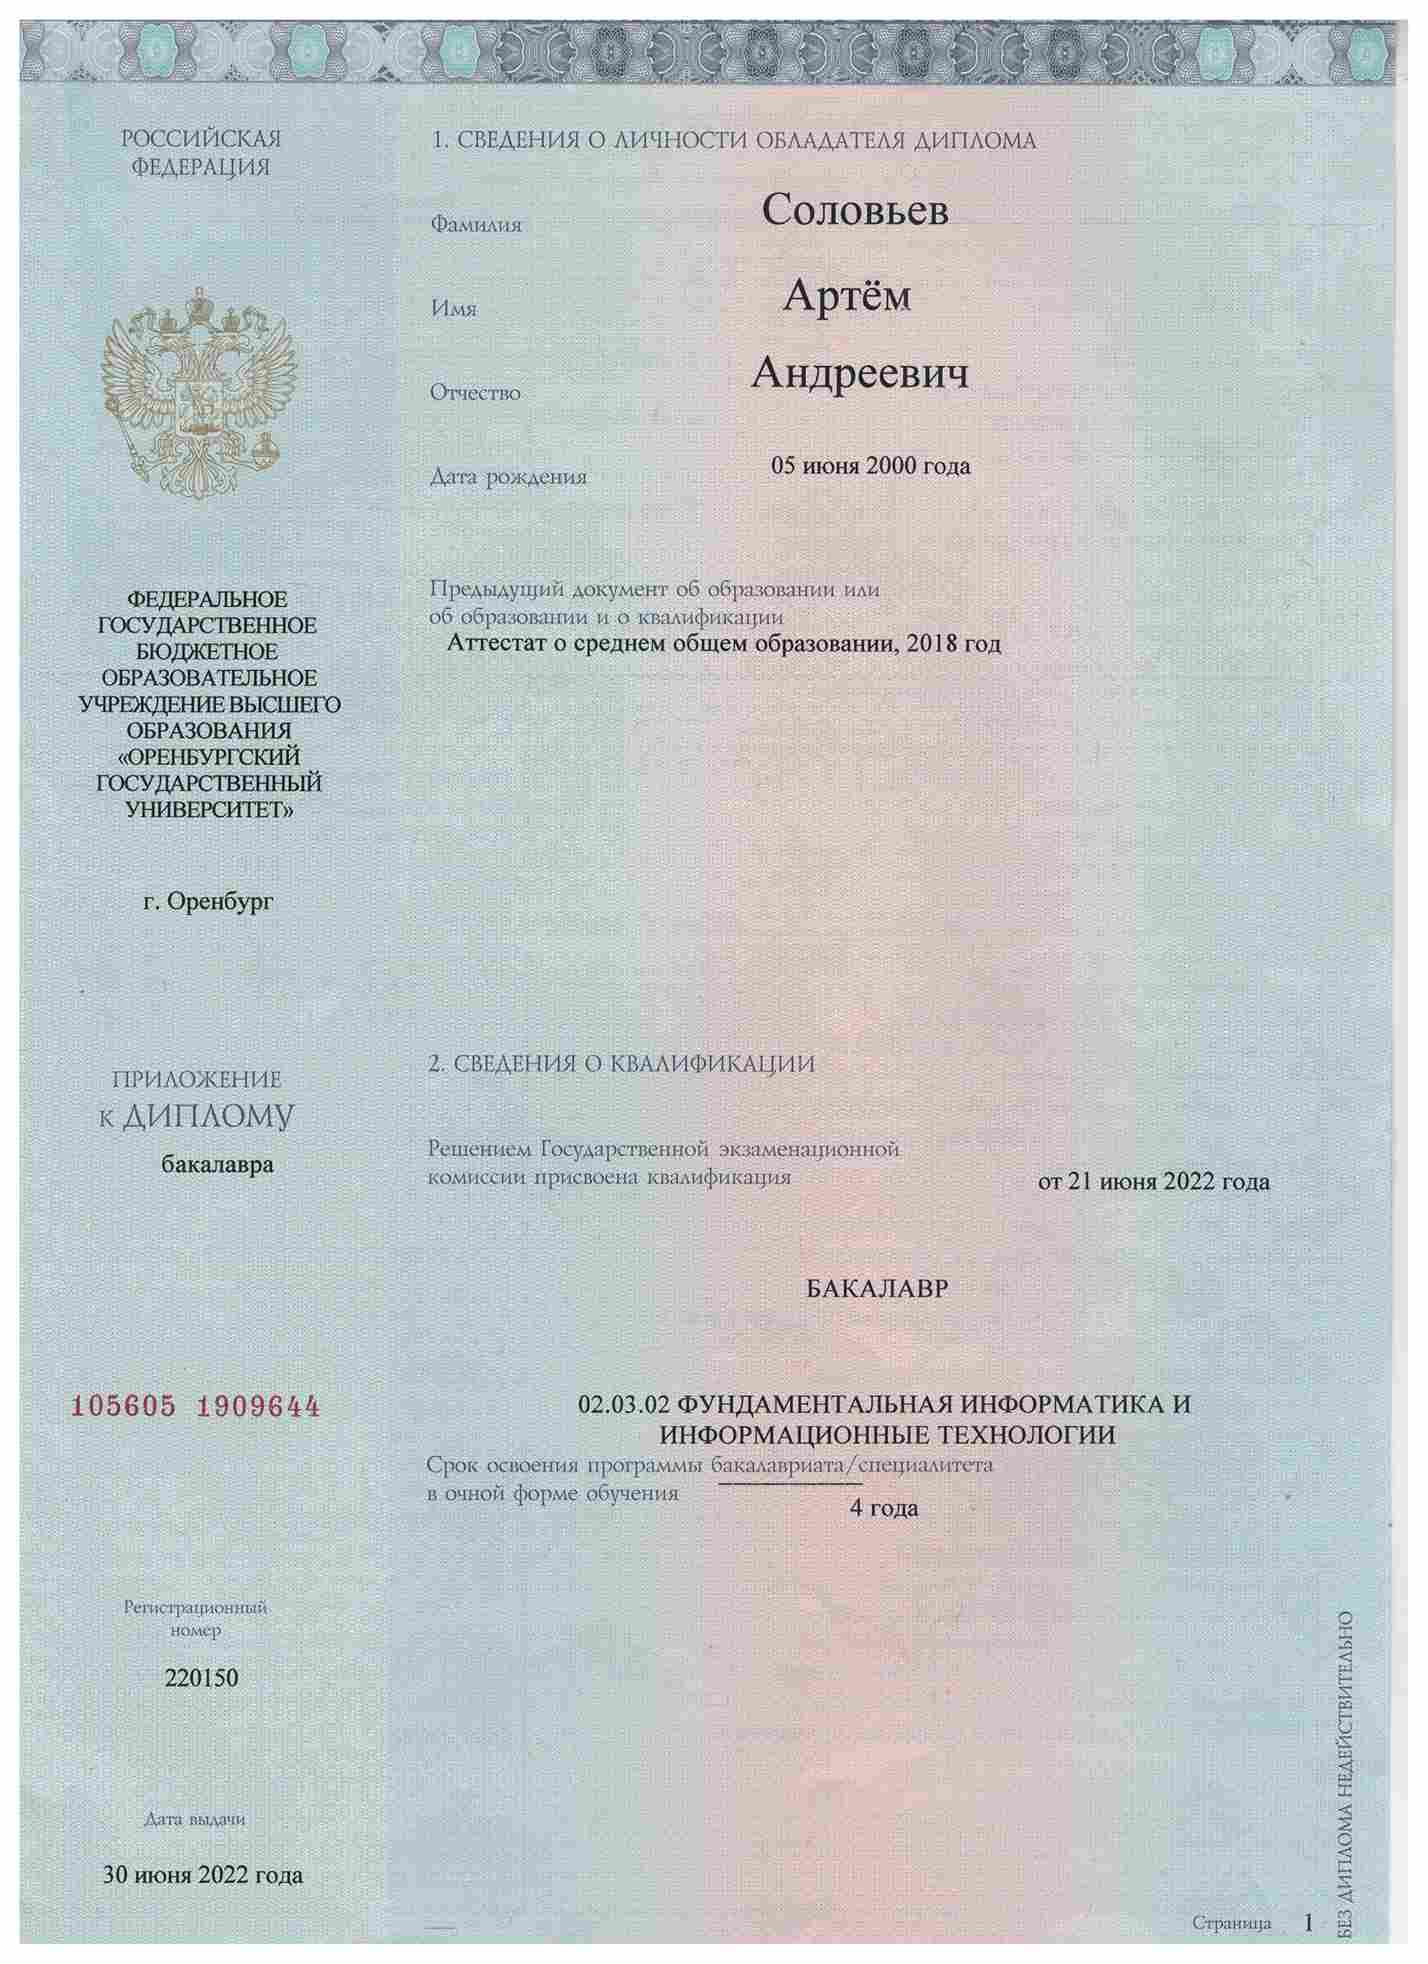 РОССИЙСКАЯ
ФЕДЕРАЦИЯ
ФЕДЕРАЛЬНОЕ
ГОСУДАРСТВЕННОЕ
БЮДЖЕТНОЕ
ОБРАЗОВАТЕЛЬНОЕ
УЧРЕЖДЕНИЕ ВЫСШЕГО
ОБРАЗОВАНИЯ
«ОРЕНБУРГСКИЙ
ГОСУДАРСТВЕННЫЙ
УНИВЕРСИТЕТ»
г. Оренбург
ПРИЛОЖЕНИЕ
к ДИПЛОМУ
бакалавра
105605 1909644
Регистрационный
номер
220150
Дата выдачи
30 июня 2022 года
1. СВЕДЕНИЯ О ЛИЧНОСТИ ОБЛАДАТЕЛЯ ДИПЛОМА
Фамилия Соловьев
Имя Артём
Отчество Андреевич
Дата рождения 05 июня 2000 года
Предыдущий документ об образовании или
об образовании и о квалификации
Аттестат о среднем общем образовании, 2018 год
2. СВЕДЕНИЯ О КВАЛИФИКАЦИИ
Решением Государственной экзаменационной
комиссии присвоена квалификация от 21 июня 2022 года
БАКАЛАВР
02.03.02 ФУНДАМЕНТАЛЬНАЯ ИНФОРМАТИКА И
ИНФОРМАЦИОННЫЕ ТЕХНОЛОГИИ
Срок освоения программы бакалавриата/специалитета
в очной форме обучения
4 года
Страница 1
БЕЗ ДИПЛОМА НЕДЕЙСТВИТЕЛЬНО